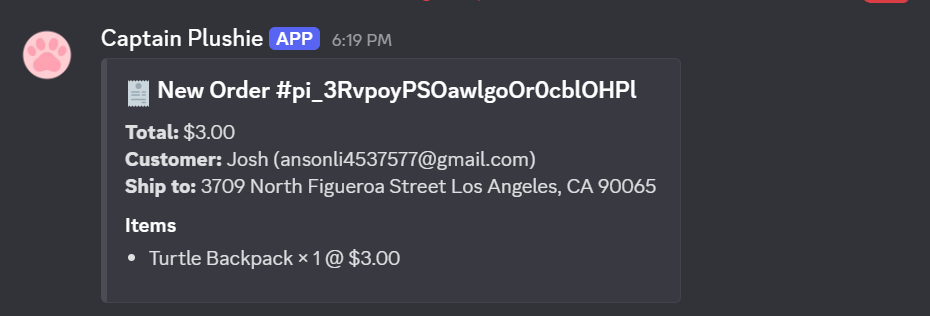 Captain Plushie APP 6:19 PM
New Order #pi_3RvpoyPSOawlgoOr0cblOHPl
Total: $3.00
Customer: Josh (ansonli4537577@gmail.com)
Ship to: 3709 North Figueroa Street Los Angeles, CA 90065
Items
• Turtle Backpack × 1 @ $3.00